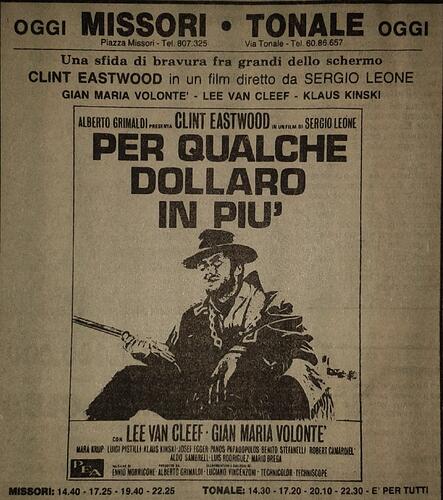 OGGI MISSORI • TONALE OGGI
Piazza Missori - Tel. 807.325 Via Tonale - Tel. 60.86.657
Una sfida di bravura fra grandi dello schermo
CLINT EASTWOOD in un film diretto da SERGIO LEONE
GIAN MARIA VOLONTE' - LEE VAN CLEEF - KLAUS KINSKI
ALBERTO GRIMALDI PRESENTA CLINT EASTWOOD IN UN FILM DI SERGIO LEONE
PER QUALCHE
DOLLARO
IN PIU'
CON LEE VAN CLEEF · GIAN MARIA VOLONTE'
MARA KRUP · LUIGI PISTILLI · KLAUS KINSKI · JOSEF EGGER · PANOS PAPADOPULOS · BENITO STEFANELLI · ROBERT CAMARDIEL
ALDO SAMBRELL · LUIS RODRIGUEZ · MARIO BREGA
PEA
ENNIO MORRICONE · ALBERTO GRIMALDI · LUCIANO VINCENZONI · TECHNICOLOR · TECHNISCOPE
MISSORI: 14.40 - 17.25 - 19.40 - 22.25 TONALE: 14.30 - 17.20 - 20.10 - 22.30 - E' PER TUTTI